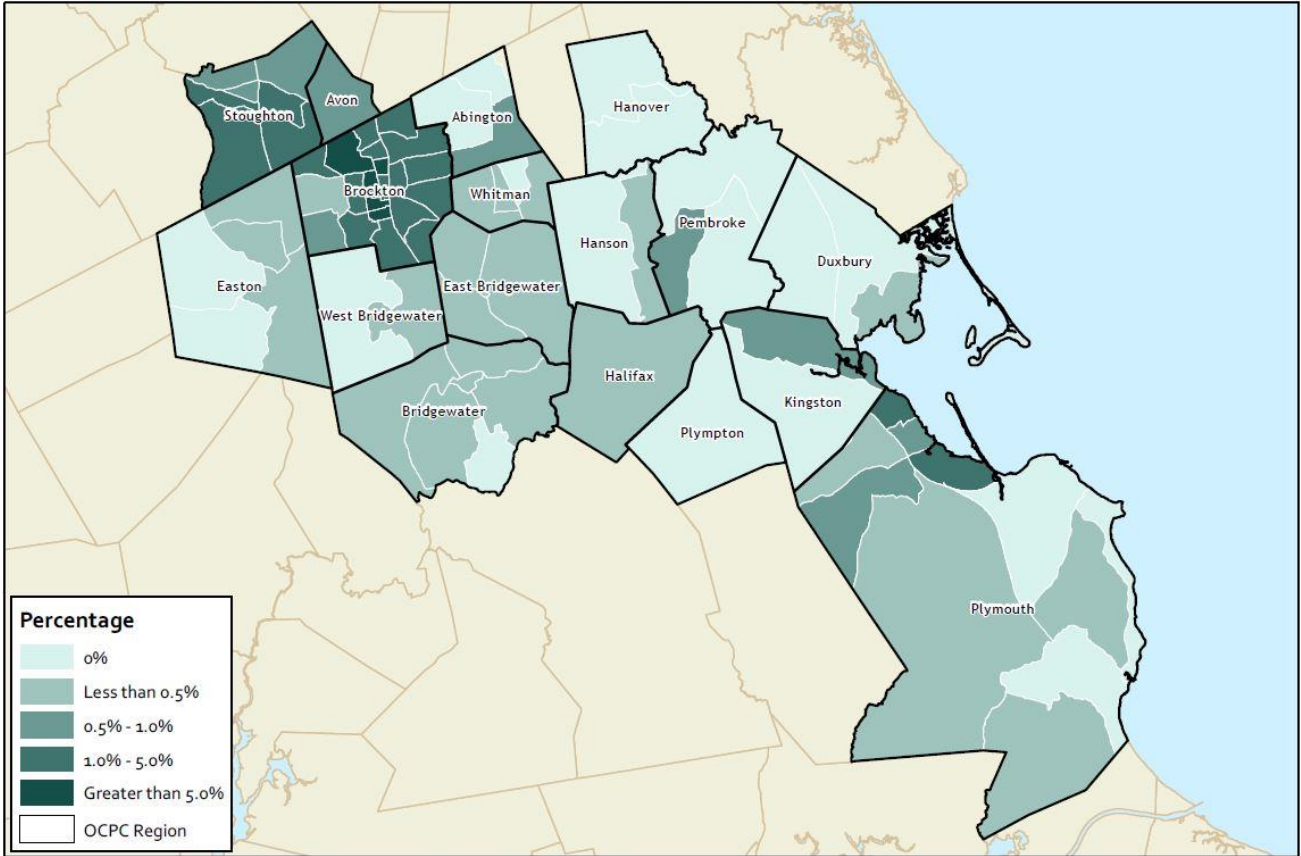 Stoughton
Avon
Abington
Hanover
Brockton
Whitman
Hanson
Pembroke
Duxbury
Easton
West Bridgewater
East Bridgewater
Halifax
Bridgewater
Plympton
Kingston
Plymouth
Percentage
0%
Less than 0.5%
0.5% - 1.0%
1.0% - 5.0%
Greater than 5.0%
OCPC Region